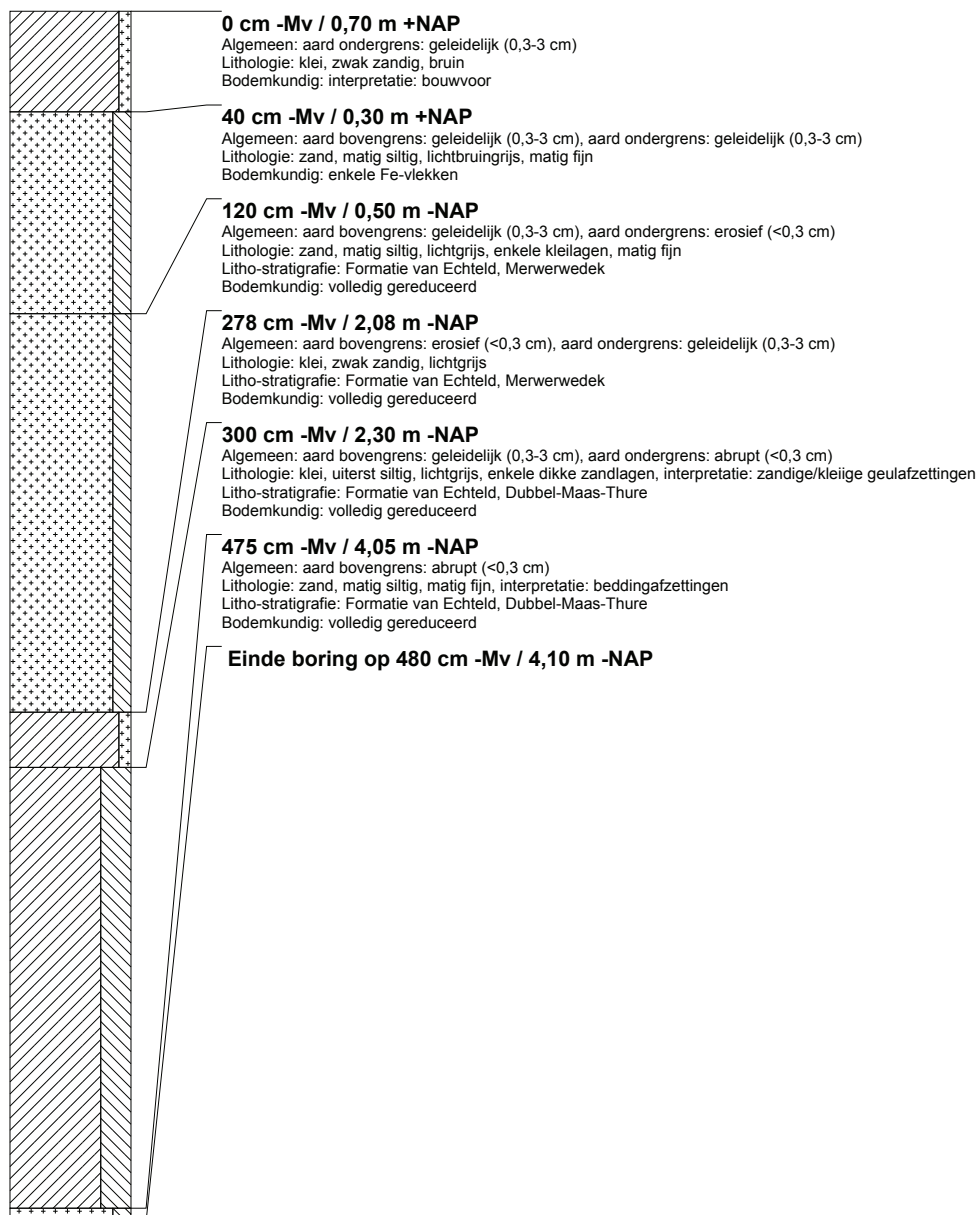 0 cm -Mv / 0,70 m +NAP
Algemeen: aard ondergrens: geleidelijk (0,3-3 cm)
Lithologie: klei, zwak zandig, bruin
Bodemkundig: interpretatie: bouwvoor
40 cm -Mv / 0,30 m +NAP
Algemeen: aard bovengrens: geleidelijk (0,3-3 cm), aard ondergrens: geleidelijk (0,3-3 cm)
Lithologie: zand, matig siltig, lichtbruingrijs, matig fijn
Bodemkundig: enkele Fe-vlekken
120 cm -Mv / 0,50 m -NAP
Algemeen: aard bovengrens: geleidelijk (0,3-3 cm), aard ondergrens: erosief (<0,3 cm)
Lithologie: zand, matig siltig, lichtgrijs, enkele kleilagen, matig fijn
Litho-stratigrafie: Formatie van Echteld, Merwerwedek
Bodemkundig: volledig gereduceerd
278 cm -Mv / 2,08 m -NAP
Algemeen: aard bovengrens: erosief (<0,3 cm), aard ondergrens: geleidelijk (0,3-3 cm)
Lithologie: klei, zwak zandig, lichtgrijs
Litho-stratigrafie: Formatie van Echteld, Merwerwedek
Bodemkundig: volledig gereduceerd
300 cm -Mv / 2,30 m -NAP
Algemeen: aard bovengrens: geleidelijk (0,3-3 cm), aard ondergrens: abrupt (<0,3 cm)
Lithologie: klei, uiterst siltig, lichtgrijs, enkele dikke zandlagen, interpretatie: zandige/kleiige geulafzettingen
Litho-stratigrafie: Formatie van Echteld, Dubbel-Maas-Thure
Bodemkundig: volledig gereduceerd
475 cm -Mv / 4,05 m -NAP
Algemeen: aard bovengrens: abrupt (<0,3 cm)
Lithologie: zand, matig siltig, matig fijn, interpretatie: beddingafzettingen
Litho-stratigrafie: Formatie van Echteld, Dubbel-Maas-Thure
Bodemkundig: volledig gereduceerd
Einde boring op 480 cm -Mv / 4,10 m -NAP